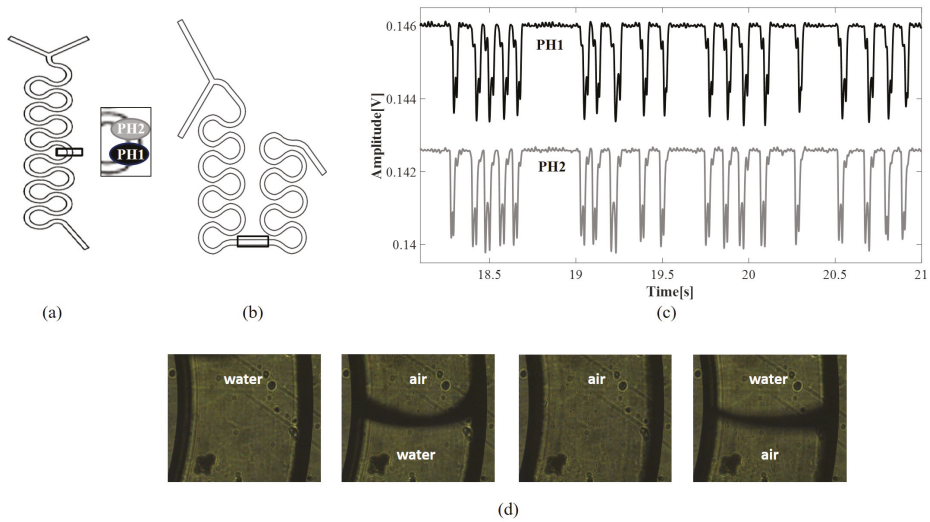 PH2
PH1
0.146
0.144
0.142
0.14
Amplitude[V]
PH1
PH2
18.5
19
19.5
20
20.5
21
Time[s]
(a)
(b)
(c)
water
air
water
air
water
air
(d)